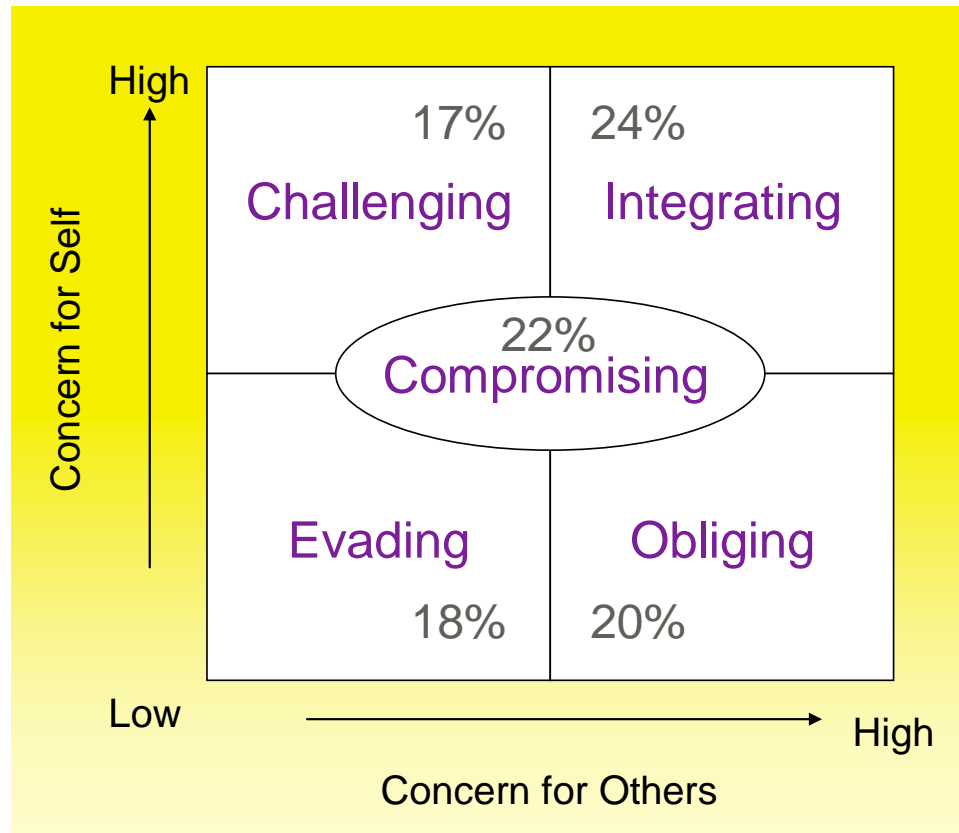 High
17%
24%
Challenging
Integrating
Concern for Self
22%
Compromising
Evading
Obliging
18%
20%
Low
High
Concern for Others